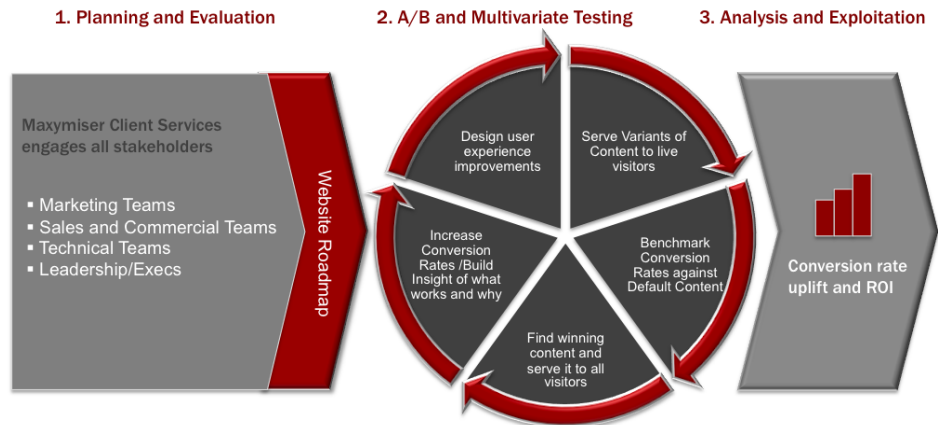 1. Planning and Evaluation
2. A/B and Multivariate Testing
3. Analysis and Exploitation
Maxymiser Client Services
engages all stakeholders
▪ Marketing Teams
▪ Sales and Commercial Teams
▪ Technical Teams
▪ Leadership/Execs
Website Roadmap
Design user
experience
improvements
Serve Variants of
Content to live
visitors
Benchmark
Conversion
Rates against
Default Content
Find winning
content and
serve it to all
visitors
Increase
Conversion
Rates /Build
Insight of what
works and why
Conversion rate
uplift and ROI